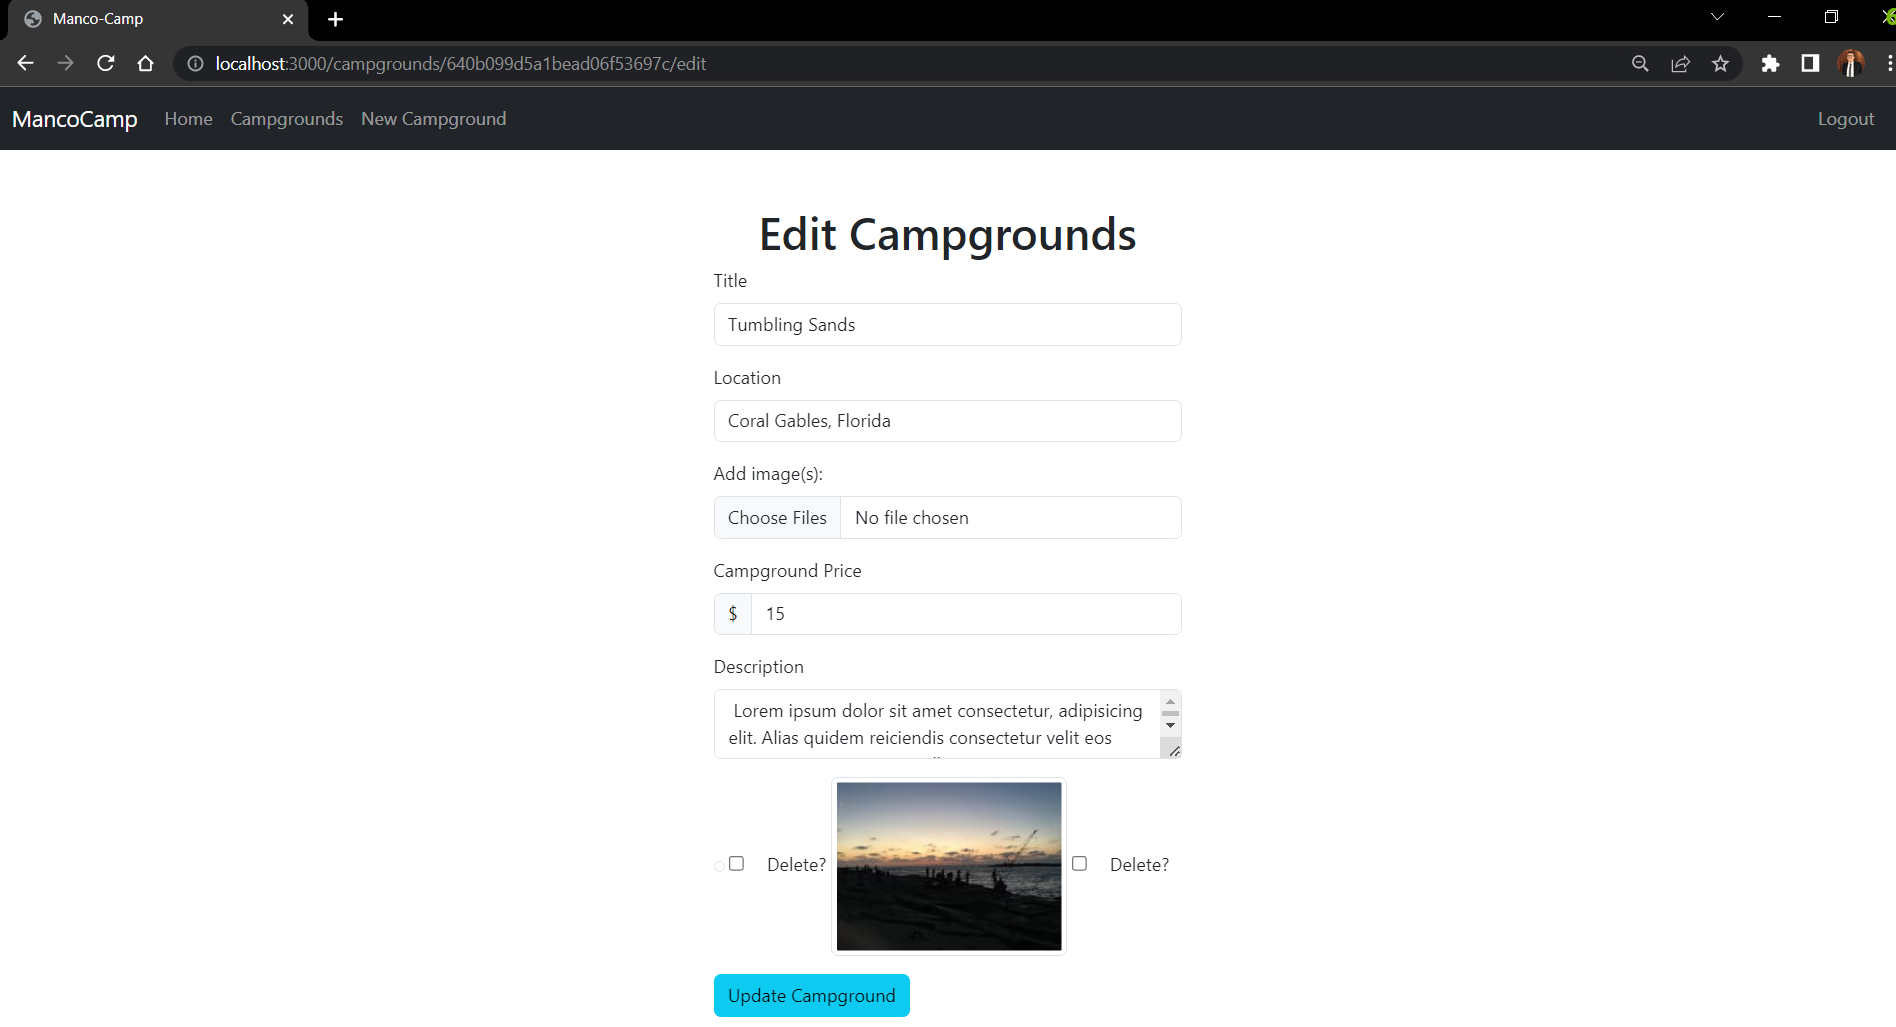 Manco-Camp
localhost:3000/campgrounds/640b099d5a1bead06f53697c/edit
MancoCamp Home Campgrounds New Campground Logout
Edit Campgrounds
Title
Tumbling Sands
Location
Coral Gables, Florida
Add image(s):
Choose Files No file chosen
Campground Price
$ 15
Description
Lorem ipsum dolor sit amet consectetur, adipisicing
elit. Alias quidem reiciendis consectetur velit eos
Delete? Delete?
Update Campground